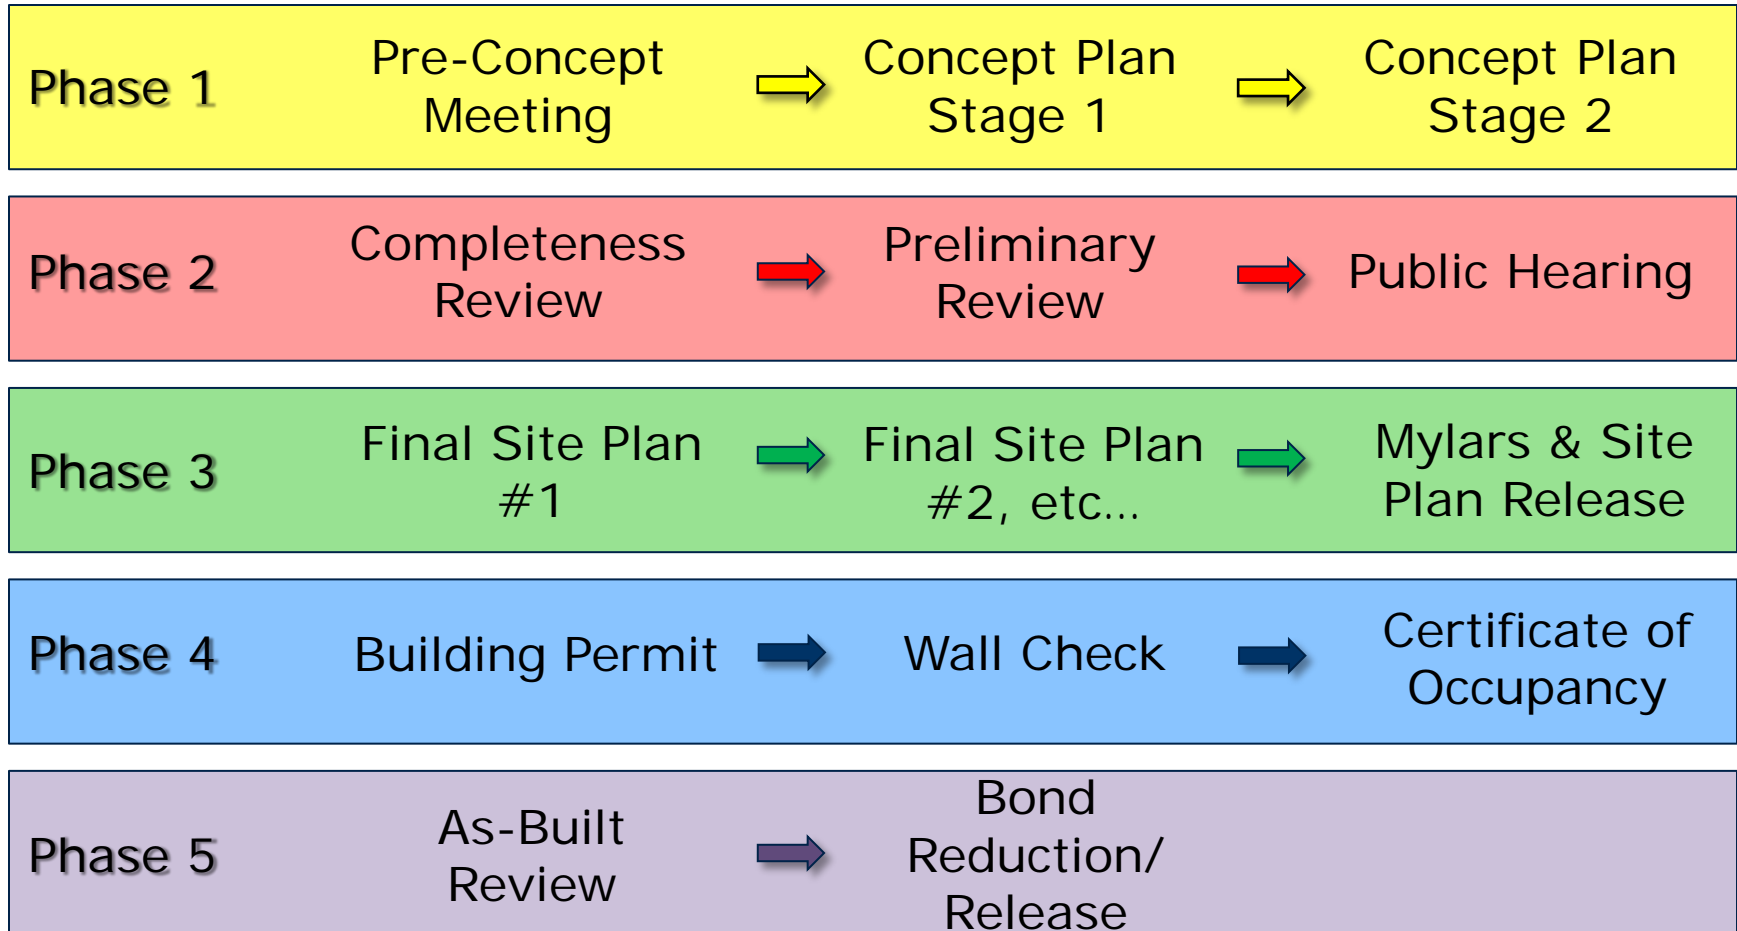 Phase 1
Pre-Concept
Meeting
Concept Plan
Stage 1
Concept Plan
Stage 2
Phase 2
Completeness
Review
Preliminary
Review
Public Hearing
Phase 3
Final Site Plan
#1
Final Site Plan
#2, etc…
Mylars & Site
Plan Release
Phase 4
Building Permit
Wall Check
Certificate of
Occupancy
Phase 5
As-Built
Review
Bond
Reduction/
Release